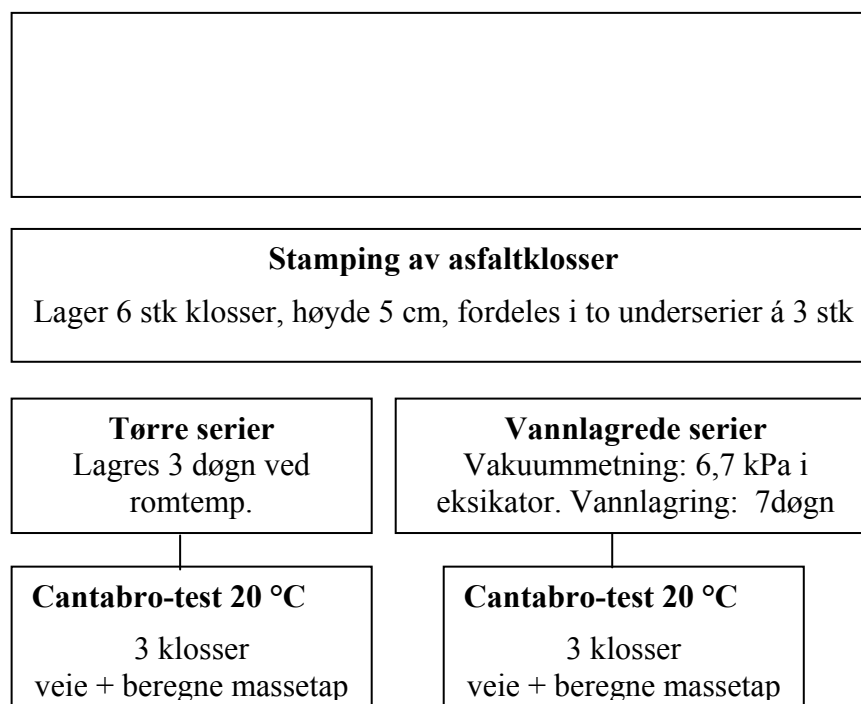 Stamping av asfaltklosser
Lager 6 stk klosser, høyde 5 cm, fordeles i to underserier á 3 stk
Tørre serier
Lagres 3 døgn ved
romtemp.
Vannlagrede serier
Vakuummetning: 6,7 kPa i
eksikator. Vannlagring: 7døgn
Cantabro-test 20 °C
3 klosser
veie + beregne massetap
Cantabro-test 20 °C
3 klosser
veie + beregne massetap